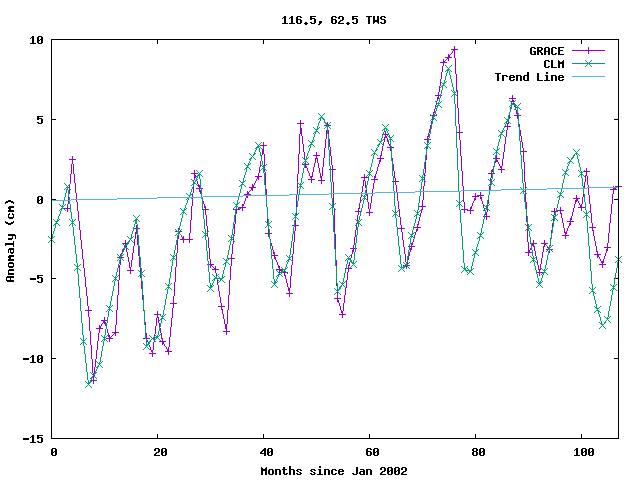 116.5, 62.5 TWS
GRACE
CLM
Trend Line
10
5
0
-5
-10
-15
Anomaly (cm)
0 20 40 60 80 100
Months since Jan 2002